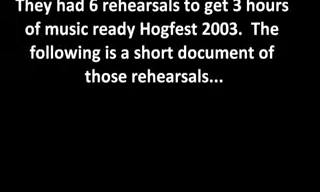 They had 6 rehearsals to get 3 hours
of music ready Hogfest 2003. The
following is a short document of
those rehearsals...